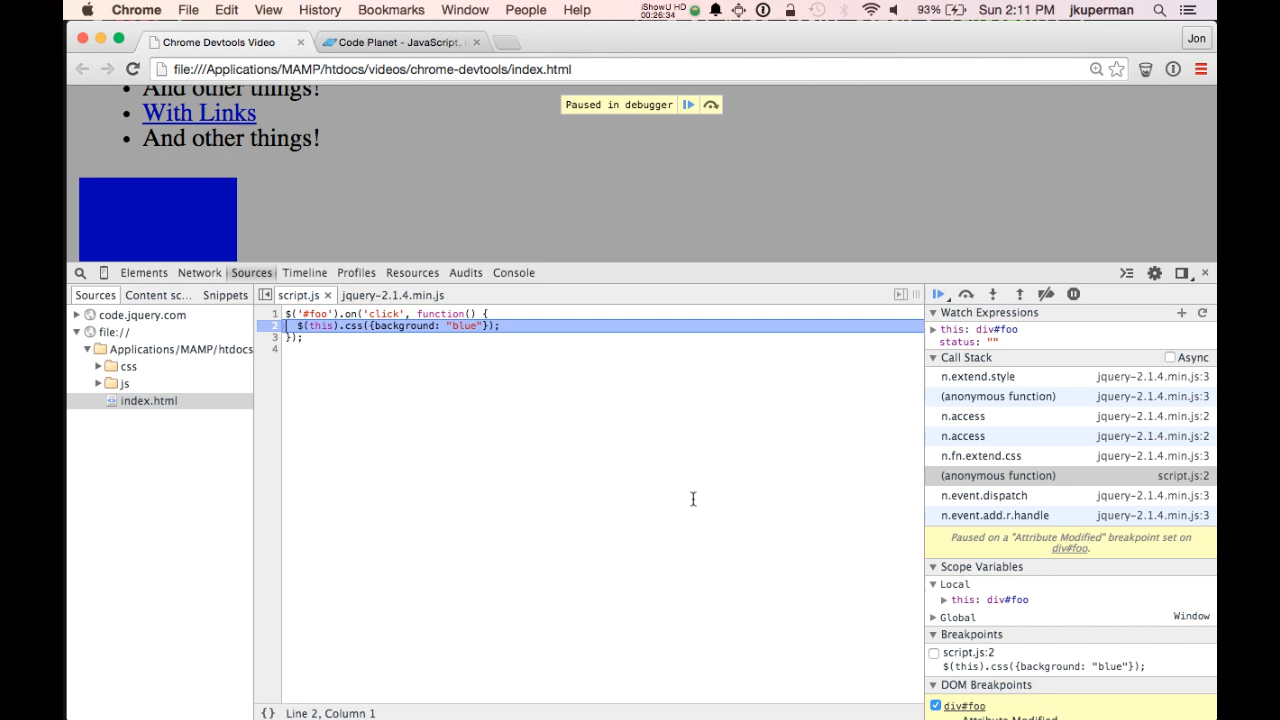 Chrome File Edit View History Bookmarks Window People Help iShowU HD 00:26:34 93% Sun 2:11 PM jkuperman
Chrome Devtools Video Code Planet - JavaScript, Jon
file:///Applications/MAMP/htdocs/videos/chrome-devtools/index.html
And other things!
Paused in debugger
With Links
And other things!
Elements Network Sources Timeline Profiles Resources Audits Console
Sources Content sc... Snippets script.js jquery-2.1.4.min.js
code.jquery.com
file://
Applications/MAMP/htdocs
css
js
index.html
1 $('#foo').on('click', function() {
2 $(this).css({background: "blue"});
3 });
4
{} Line 2, Column 1
Watch Expressions
this: div#foo
status: ""
Call Stack Async
n.extend.style jquery-2.1.4.min.js:3
(anonymous function) jquery-2.1.4.min.js:3
n.access jquery-2.1.4.min.js:2
n.access jquery-2.1.4.min.js:2
n.fn.extend.css jquery-2.1.4.min.js:3
(anonymous function) script.js:2
n.event.dispatch jquery-2.1.4.min.js:3
n.event.add.r.handle jquery-2.1.4.min.js:3
Paused on a "Attribute Modified" breakpoint set on
div#foo.
Scope Variables
Local
this: div#foo
Global Window
Breakpoints
script.js:2
$(this).css({background: "blue"});
DOM Breakpoints
div#foo
Attribute Modified